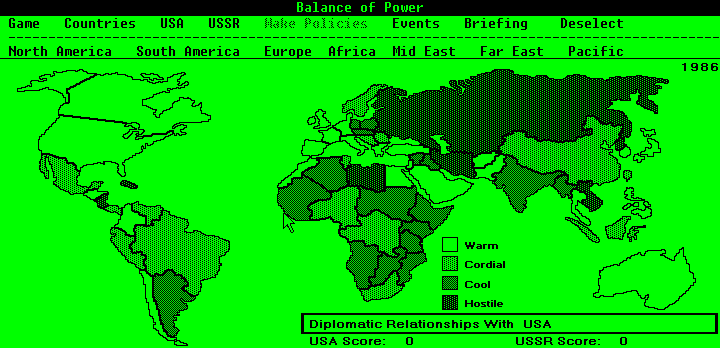 Balance of Power
Game Countries USA USSR Make Policies Events Briefing Deselect
North America South America Europe Africa Mid East Far East Pacific
1986
Warm
Cordial
Cool
Hostile
Diplomatic Relationships With USA
USA Score: 0 USSR Score: 0